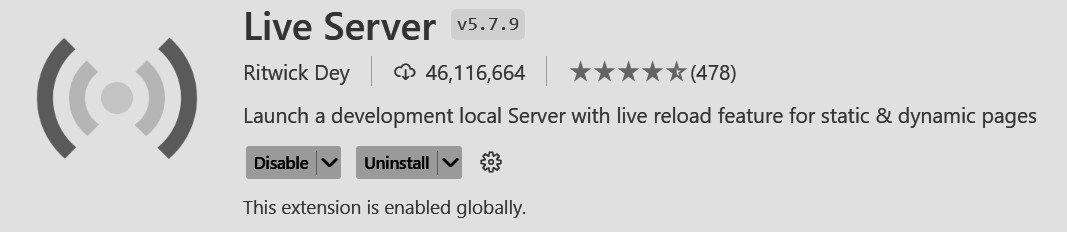 Live Server v5.7.9
Ritwick Dey 46,116,664 (478)
Launch a development local Server with live reload feature for static & dynamic pages
Disable Uninstall
This extension is enabled globally.